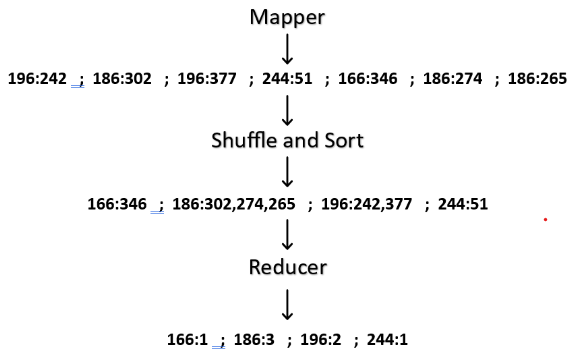 Mapper
196:242 ; 186:302 ; 196:377 ; 244:51 ; 166:346 ; 186:274 ; 186:265
Shuffle and Sort
166:346 ; 186:302,274,265 ; 196:242,377 ; 244:51
Reducer
166:1 ; 186:3 ; 196:2 ; 244:1